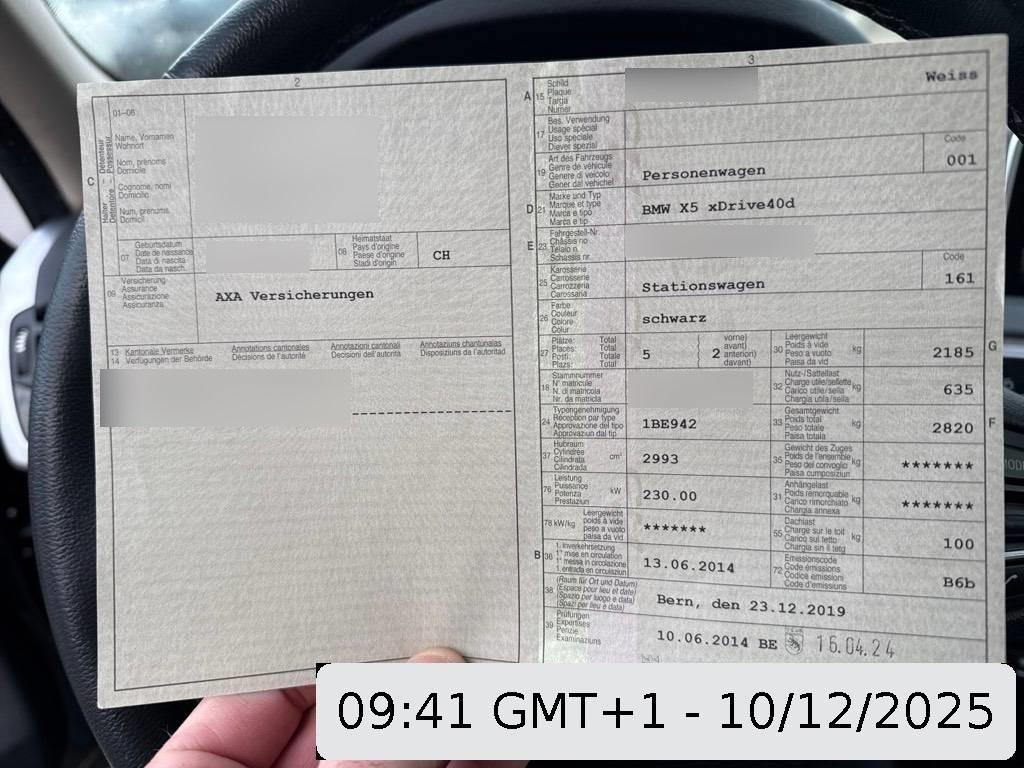 2
01–06
C
Halter Détenteur
Detentore Possessur
Name, Vornamen
Wohnort
Nom, prénoms
Domicile
Cognome, nomi
Domicilio
Num, prenums
Domicil
07
Geburtsdatum
Date de naissance
Data di nascita
Data da nasch.
08
Heimatstaat
Pays d'origine
Paese d'origine
Stadi d'origin
CH
09
Versicherung
Assurance
Assicurazione
Assicuranza
AXA Versicherungen
13 Kantonale Vermerke
14 Verfügungen der Behörde
Annotations cantonales
Décisions de l'autorité
Annotazioni cantonali
Decisioni dell'autorità
Annotaziuns chantunalas
Disposiziuns da l'autoritad
3
A 15
Schild
Plaque
Targa
Numer
Weiss
17
Bes. Verwendung
Usage spécial
Uso speciale
Diever spezial
19
Art des Fahrzeugs
Genre de véhicule
Genere di veicolo
Gener dal vehichel
Personenwagen
Code
001
D 21
Marke und Typ
Marque et type
Marca e tipo
Marca e tip
BMW X5 xDrive40d
E 23
Fahrgestell-Nr.
Châssis no
Telaio n.
Schassis nr.
25
Karosserie
Carrosserie
Carrozzeria
Carossaria
Stationswagen
Code
161
26
Farbe
Couleur
Colore
Colur
schwarz
27
Plätze: Total
Places: Total
Posti: Totale
Plazs: Total
5
2
vorne)
avant)
anteriori)
davant)
30
Leergewicht
Poids à vide
Peso a vuoto
Paisa da vid
kg
2185
G
18
Stammnummer
N° matricule
N. di matricola
Nr. da matricla
32
Nutz-/Sattellast
Charge utile/sellette
Carico utile/sella
Chargia utila/sella
kg
635
24
Typengenehmigung
Réception par type
Approvazione del tipo
Approvaziun dal tip
1BE942
33
Gesamtgewicht
Poids total
Peso totale
Paisa totala
kg
2820
F
37
Hubraum
Cylindrée
Cilindrata
Cilindrada
cm³
2993
35
Gewicht des Zuges
Poids de l'ensemble
Peso del convoglio
Paisa cumposiziun
kg
*******
76
Leistung
Puissance
Potenza
Prestaziun
kW
230.00
31
Anhängelast
Poids remorquable
Carico rimorchiato
Chargia annexa
kg
*******
78 kW/kg
Leergewicht
poids à vide
peso a vuoto
paisa da vid
*******
55
Dachlast
Charge sur le toit
Carico sul tetto
Chargia sin il tetg
kg
100
B 36
1. Inverkehrsetzung
1re mise en circulation
1a messa in circolazione
1. entrada en circulaziun
13.06.2014
72
Emissionscode
Code émissions
Codice emissioni
Code d'emissiuns
B6b
38
(Raum für Ort und Datum)
(Espace pour lieu et date)
(Spazio per luogo e data)
(Spazi per lieu e data)
Bern, den 23.12.2019
39
Prüfungen
Expertises
Perizie
Examinaziuns
10.06.2014 BE 16.04.24
09:41 GMT+1 - 10/12/2025